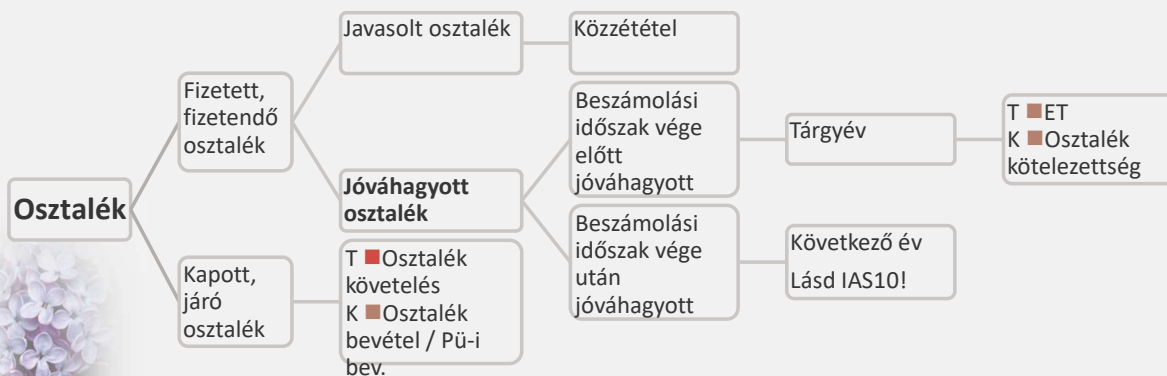 Osztalék
Fizetett,
fizetendő
osztalék
Javasolt osztalék
Közzététel
Jóváhagyott
osztalék
Beszámolási
időszak vége
előtt
jóváhagyott
Tárgyév
T ■ET
K ■Osztalék
kötelezettség
Beszámolási
időszak vége
után
jóváhagyott
Következő év
Lásd IAS10!
Kapott,
járó
osztalék
T ■Osztalék
követelés
K ■Osztalék
bevétel / Pü-i
bev.